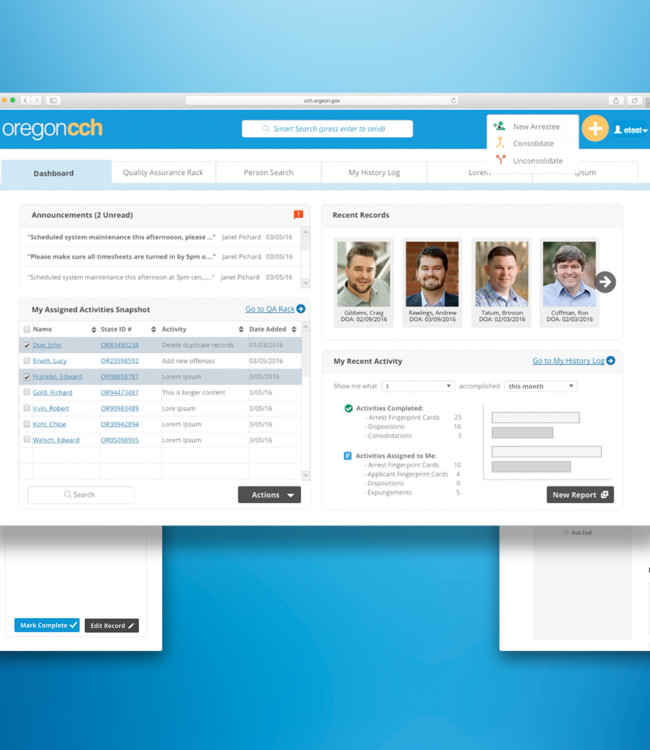 cch.orgeon.gov
oregoncch
Smart Search (press enter to send)
New Arrestee
Consolidate
Unconsolidate
etest
Dashboard
Quality Assurance Rack
Person Search
My History Log
Lorem
Ipsum
Announcements (2 Unread)
"Scheduled system maintenance this afternooon, please ..." Janet Pichard 03/05/16
"Please make sure all timesheets are turned in by 5pm o..." Janet Pichard 03/05/16
"Scheduled system maintenance this afternoon at 3pm cen,....." Janet Pichard 03/05/16
Recent Records
Gibbens, Craig
DOA: 02/09/2016
Rawlings, Andrew
DOA: 03/09/2016
Tatum, Brinson
DOA: 02/03/2016
Coffman, Ron
DOA: 02/03/2016
My Assigned Activities Snapshot
Go to QA Rack
Name State ID # Activity Date Added
Doe, John OR83490238 Delete duplicate records 01/03/2016
Erwitt, Lucy OR23598592 Add new offenses 03/05/2016
Franklin, Edward OR98858787 Lorem Ipsum 3/05/2016
Gold, Richard OR94473487 This is longer content 3/05/16
Irvin, Robert OR90983489 Lore Ipsum 3/05/16
Kohl, Chloe OR30942894 Lorem Ipsum 3/05/16
Welsch, Edward OR05098905 Lorem Ipsum 3/05/16
Search
Actions
My Recent Activity
Go to My History Log
Show me what I accomplished this month
Activities Completed:
- Arrest Fingerprint Cards 25
- Dispositions 10
- Consolidations 3
Activities Assigned to Me:
- Arrest Fingerprint Cards 10
- Applicant Fingerprint Cards 4
- Dispositions 0
- Expungements 5
New Report
Ava Zeal
Mark Complete
Edit Record